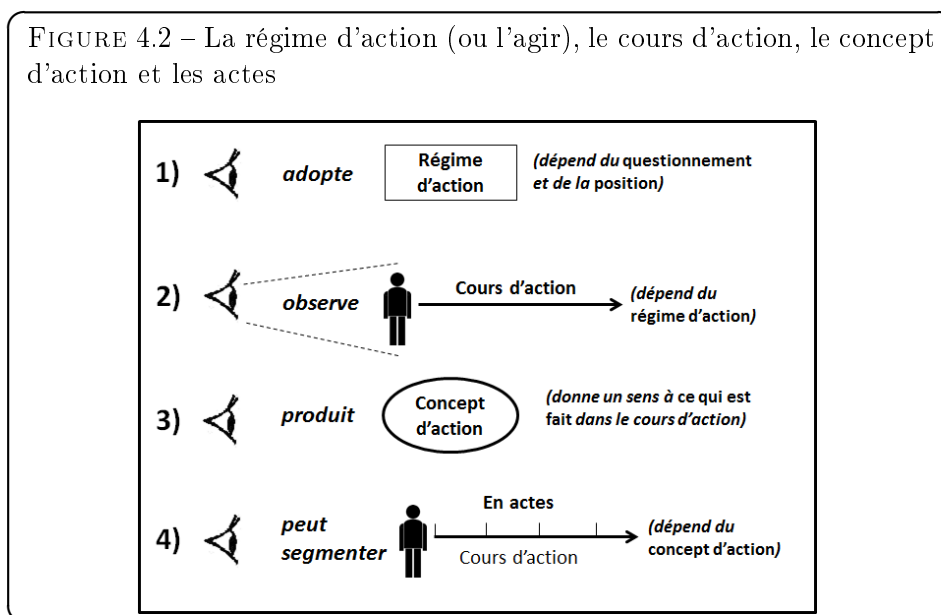 FIGURE 4.2 – La régime d'action (ou l'agir), le cours d'action, le concept
d'action et les actes
1) adopte Régime d'action (dépend du questionnement et de la position)
2) observe Cours d'action (dépend du régime d'action)
3) produit Concept d'action (donne un sens à ce qui est fait dans le cours d'action)
4) peut segmenter En actes Cours d'action (dépend du concept d'action)